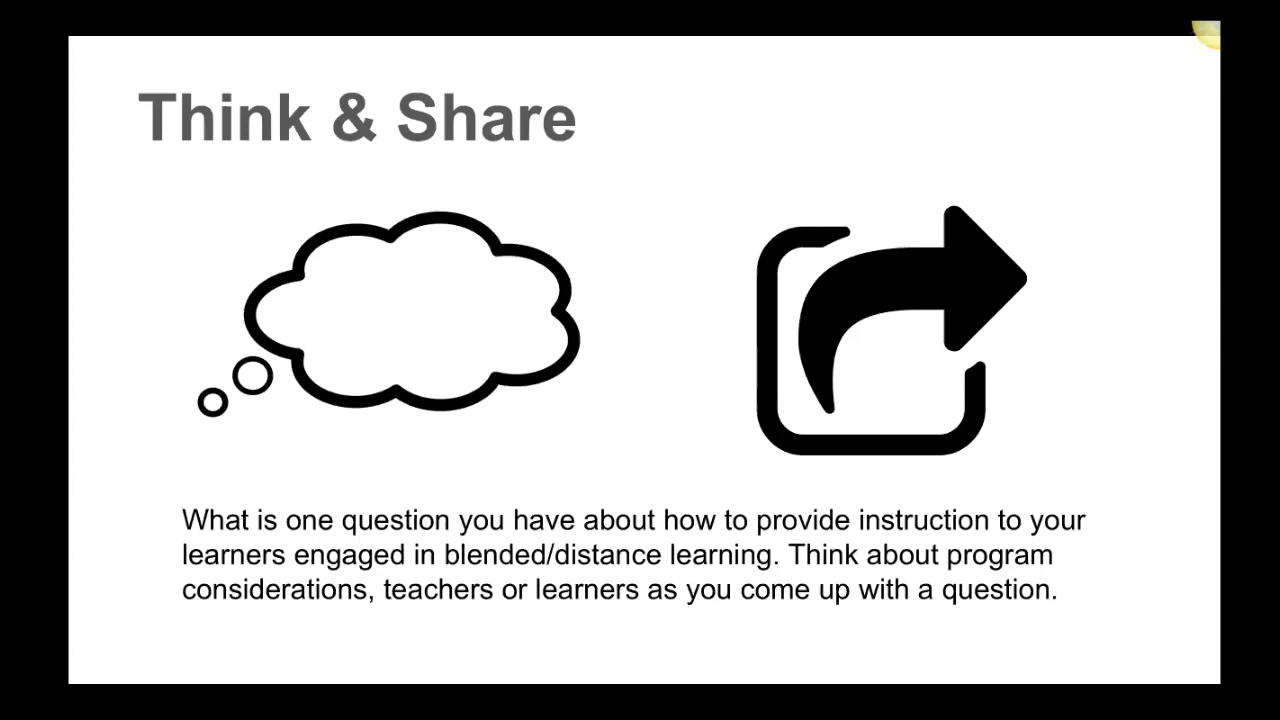 Think & Share
What is one question you have about how to provide instruction to your
learners engaged in blended/distance learning. Think about program
considerations, teachers or learners as you come up with a question.